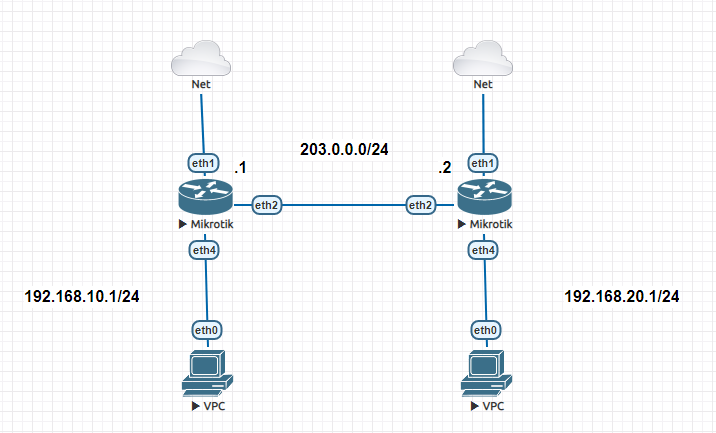 Net
Net
203.0.0.0/24
eth1
.1
.2
eth1
eth2
eth2
Mikrotik
Mikrotik
eth4
eth4
192.168.10.1/24
192.168.20.1/24
eth0
eth0
VPC
VPC